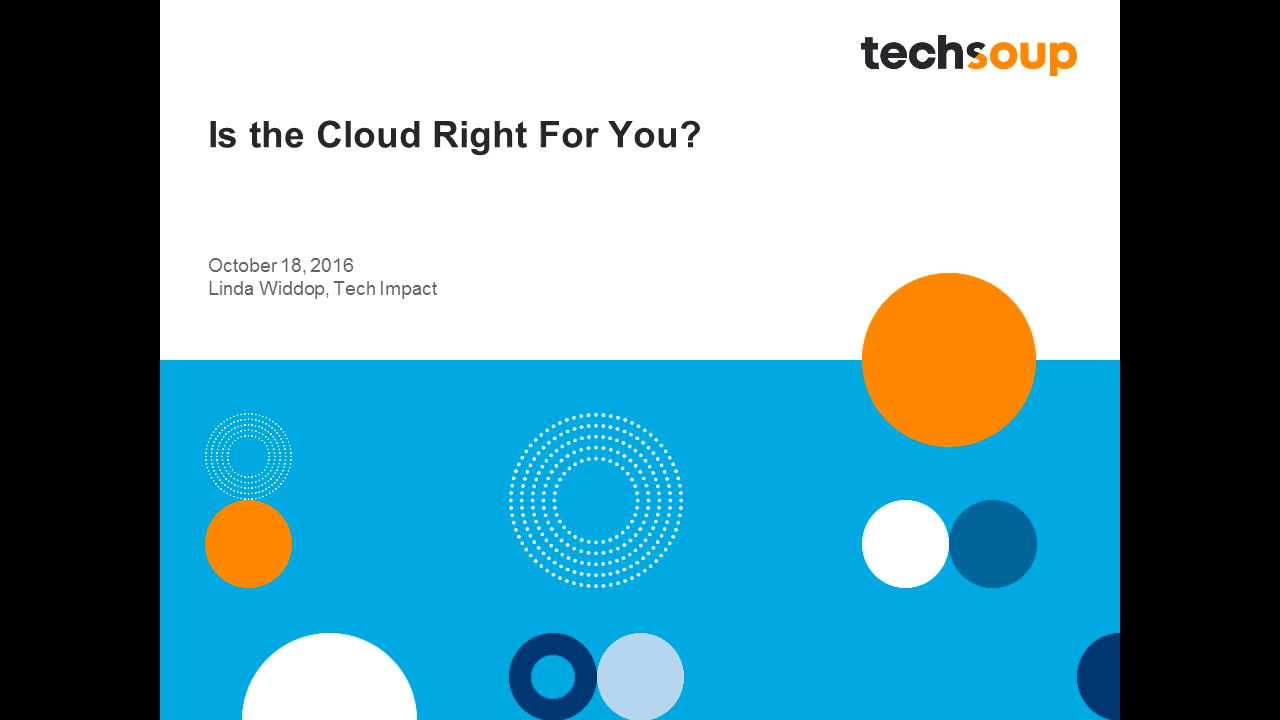 techsoup
Is the Cloud Right For You?
October 18, 2016
Linda Widdop, Tech Impact